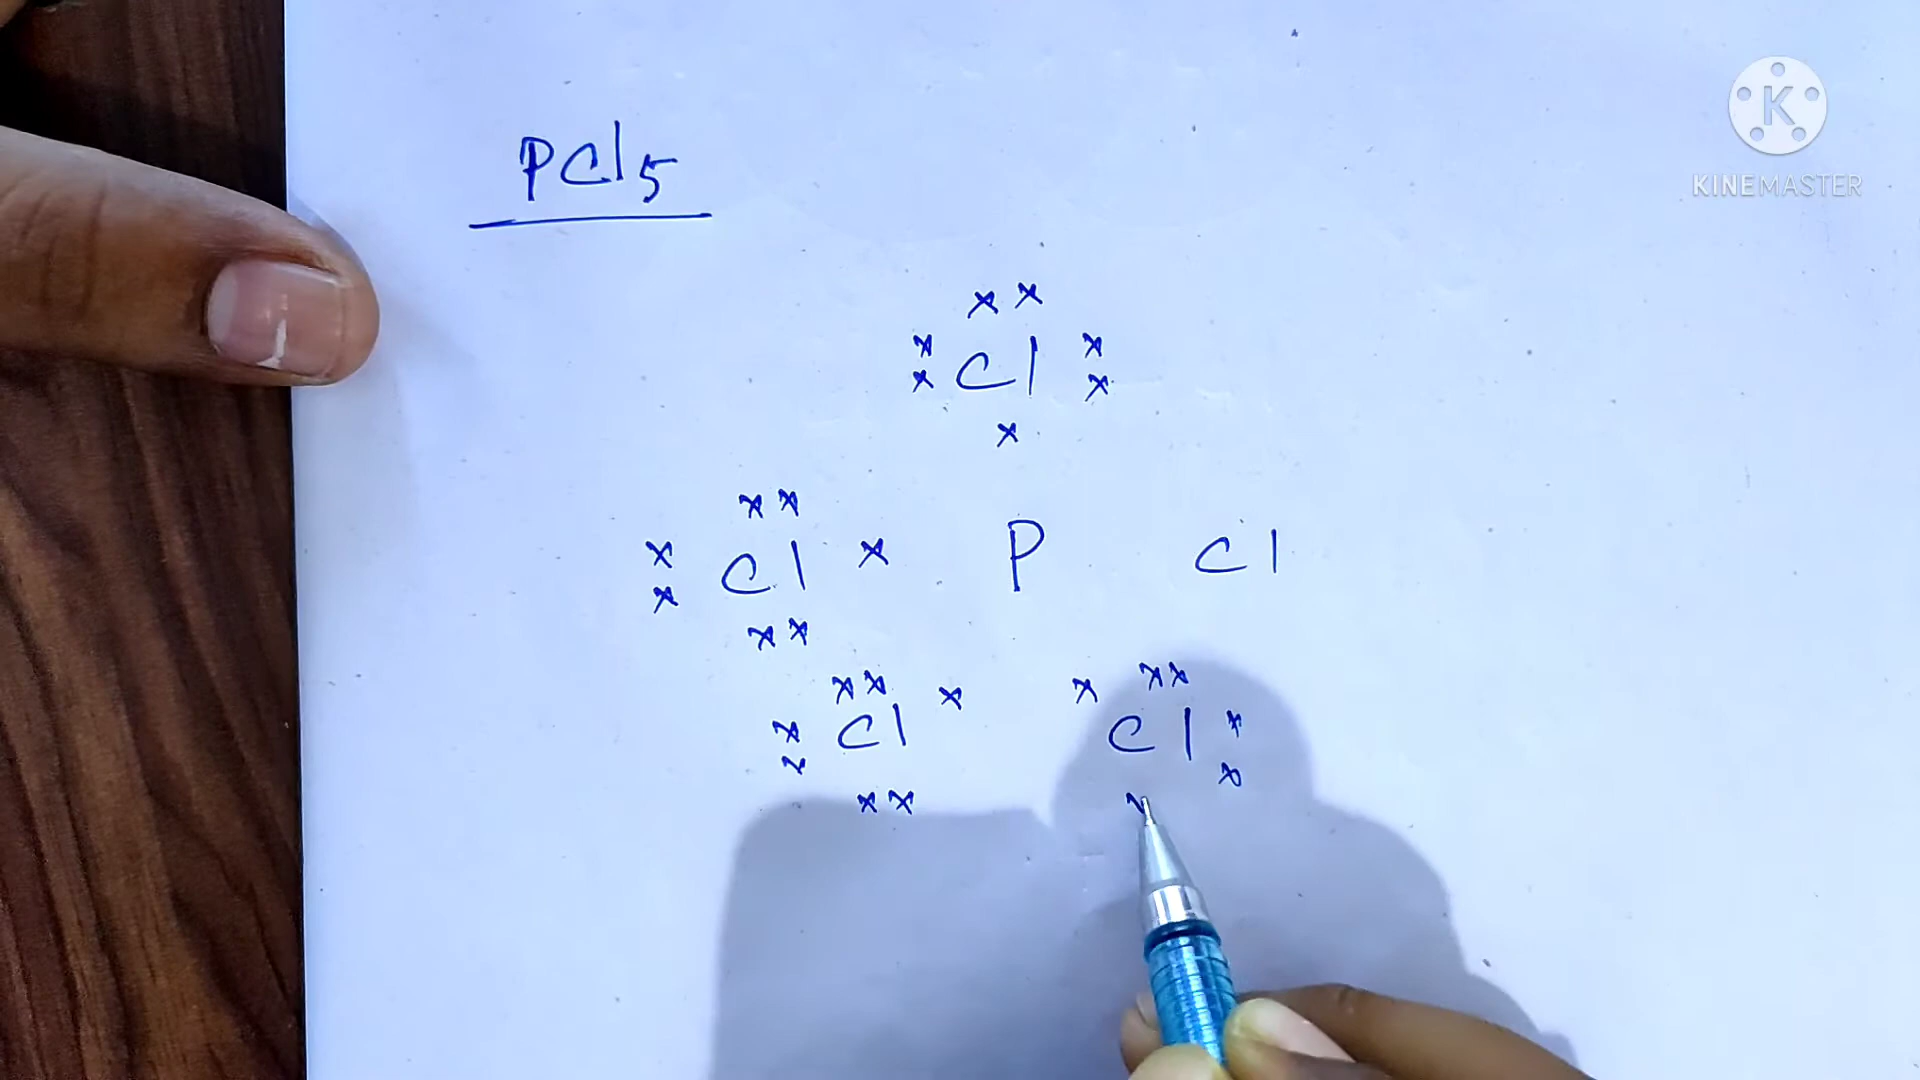 PCl5
K
KINEMASTER
x x
x Cl x
x x
x
x x
x Cl x P Cl
x
x x
x x x x x x
x Cl Cl x
x x
x x x